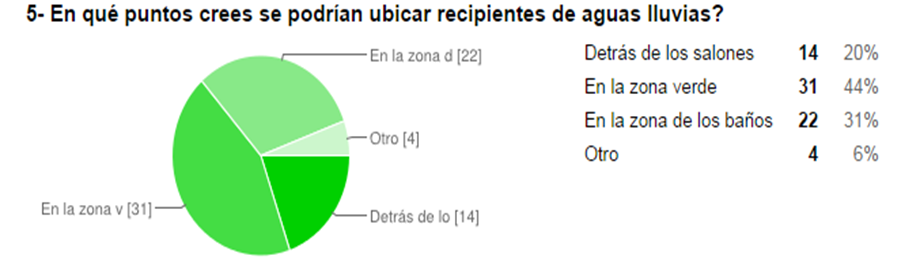 5- En qué puntos crees se podrían ubicar recipientes de aguas lluvias?
En la zona d [22]
Otro [4]
En la zona v [31]
Detrás de lo [14]
Detrás de los salones 14 20%
En la zona verde 31 44%
En la zona de los baños 22 31%
Otro 4 6%